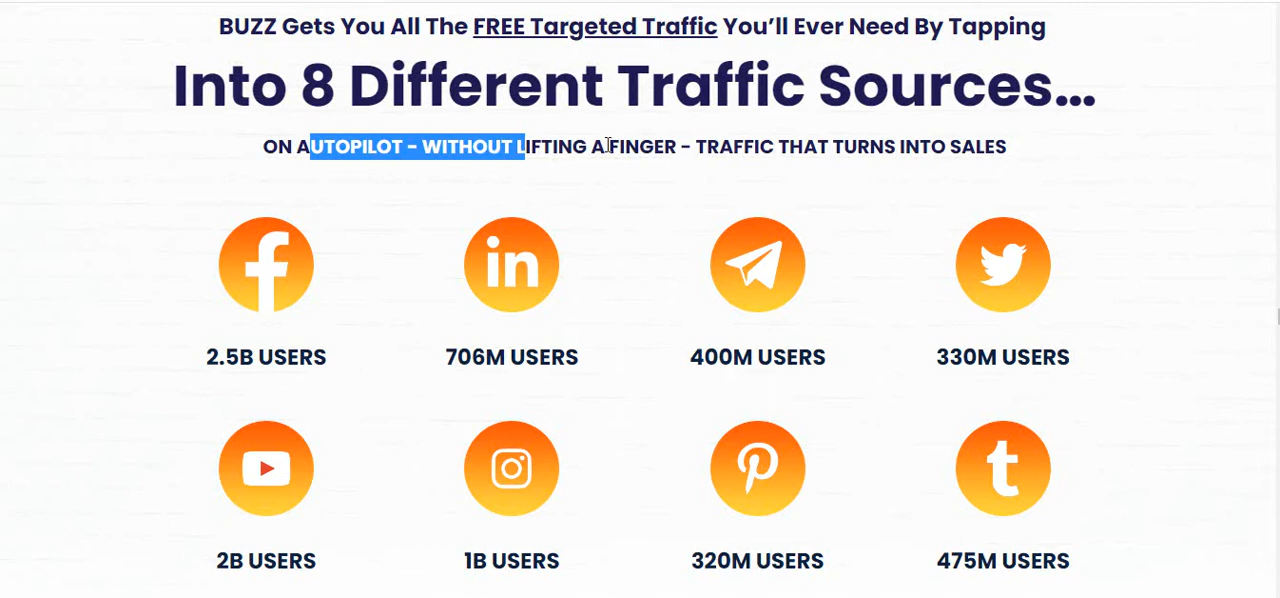 BUZZ Gets You All The FREE Targeted Traffic You’ll Ever Need By Tapping
Into 8 Different Traffic Sources...
ON AUTOPILOT - WITHOUT LIFTING A FINGER - TRAFFIC THAT TURNS INTO SALES
f
in
2.5B USERS
706M USERS
400M USERS
330M USERS
t
2B USERS
1B USERS
320M USERS
475M USERS